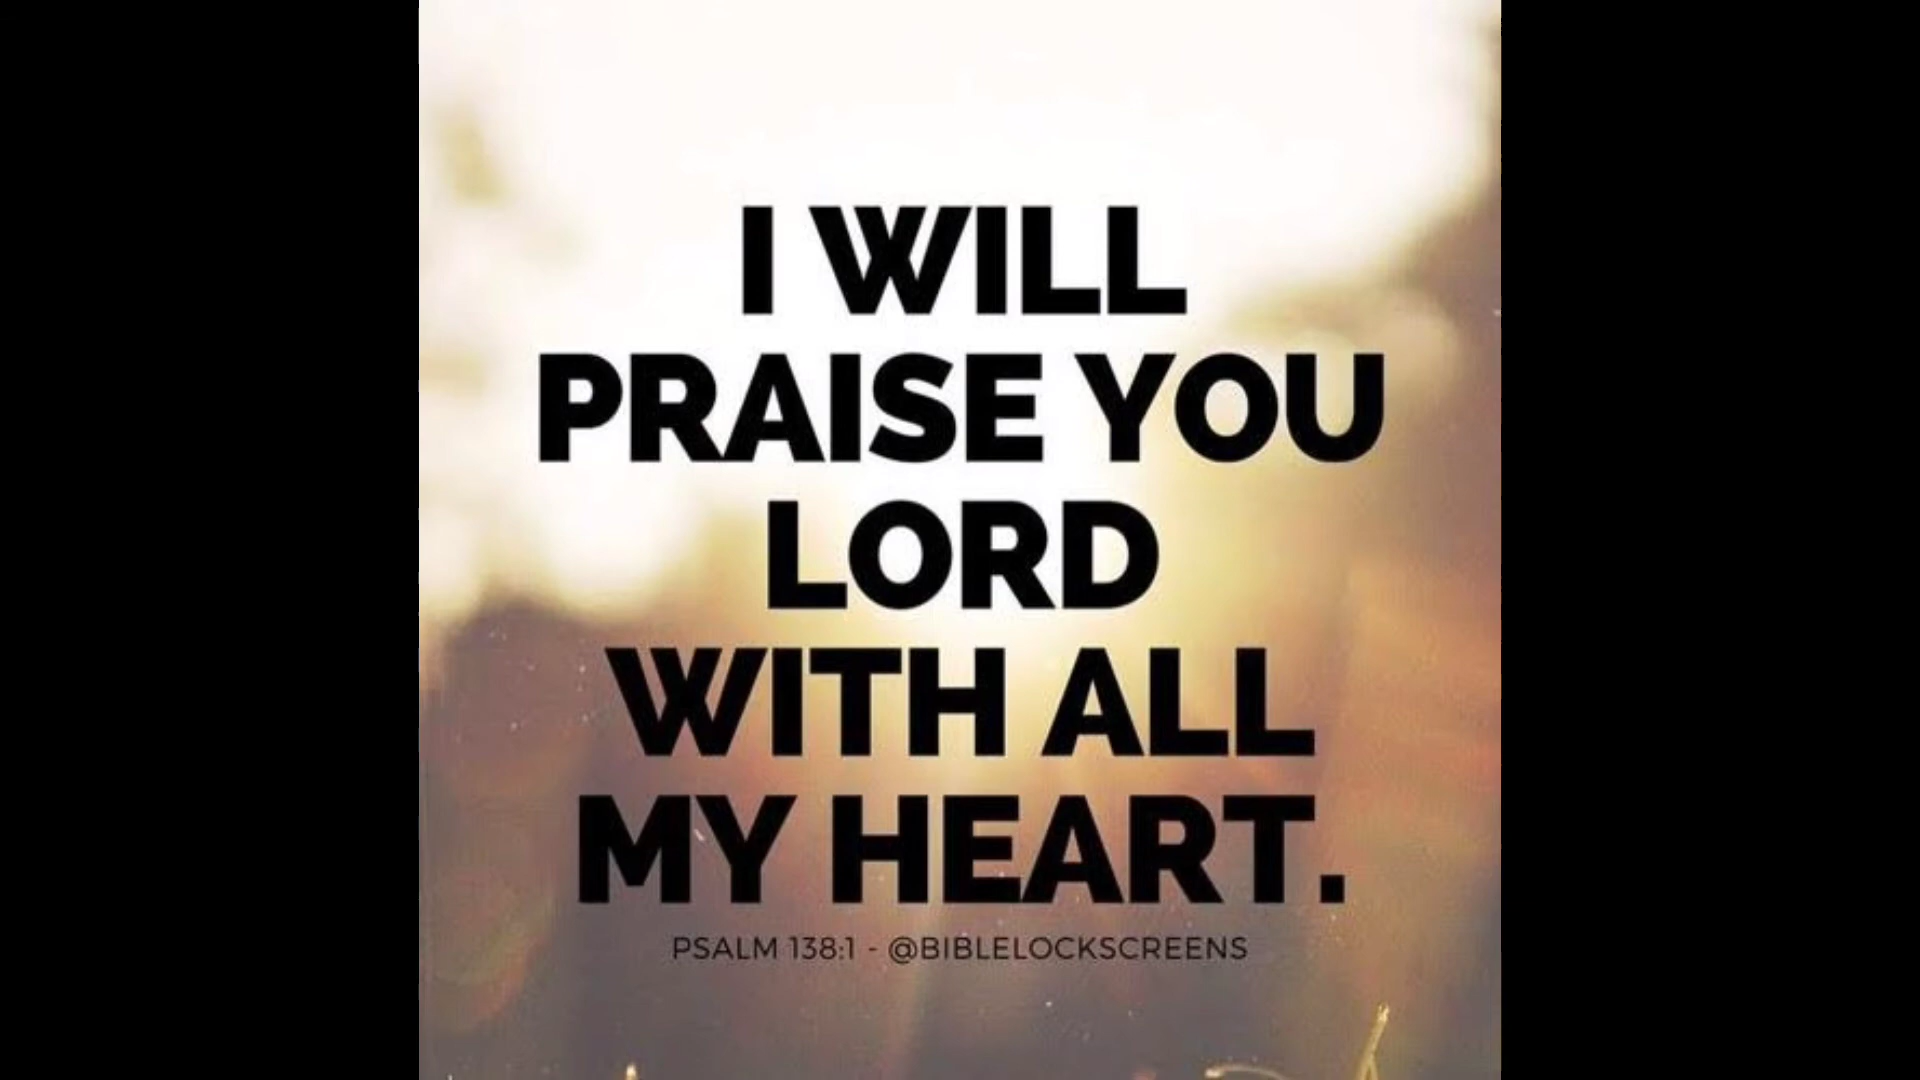 I WILL
PRAISE YOU
LORD
WITH ALL
MY HEART.
PSALM 138:1 - @BIBLELOCKSCREENS